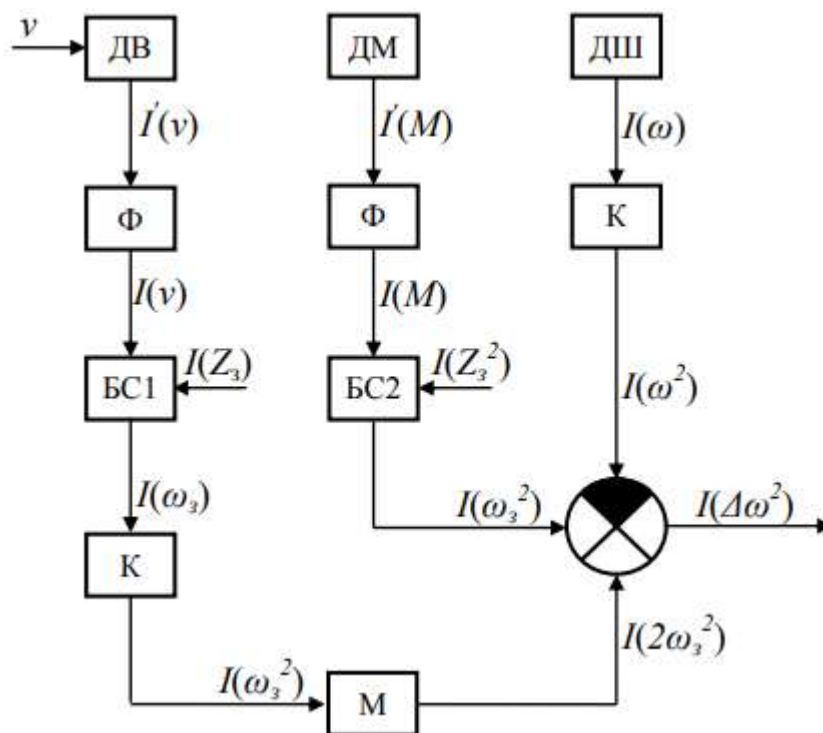 v ДВ ДМ ДШ
I'(v) I'(M) I(ω)
Ф Ф К
I(v) I(M)
I(Zз) I(Zз²)
БС1 БС2 I(ω²)
I(ωз) I(ωз²) I(Δω²)
К
I(2ωз²)
I(ωз²) М